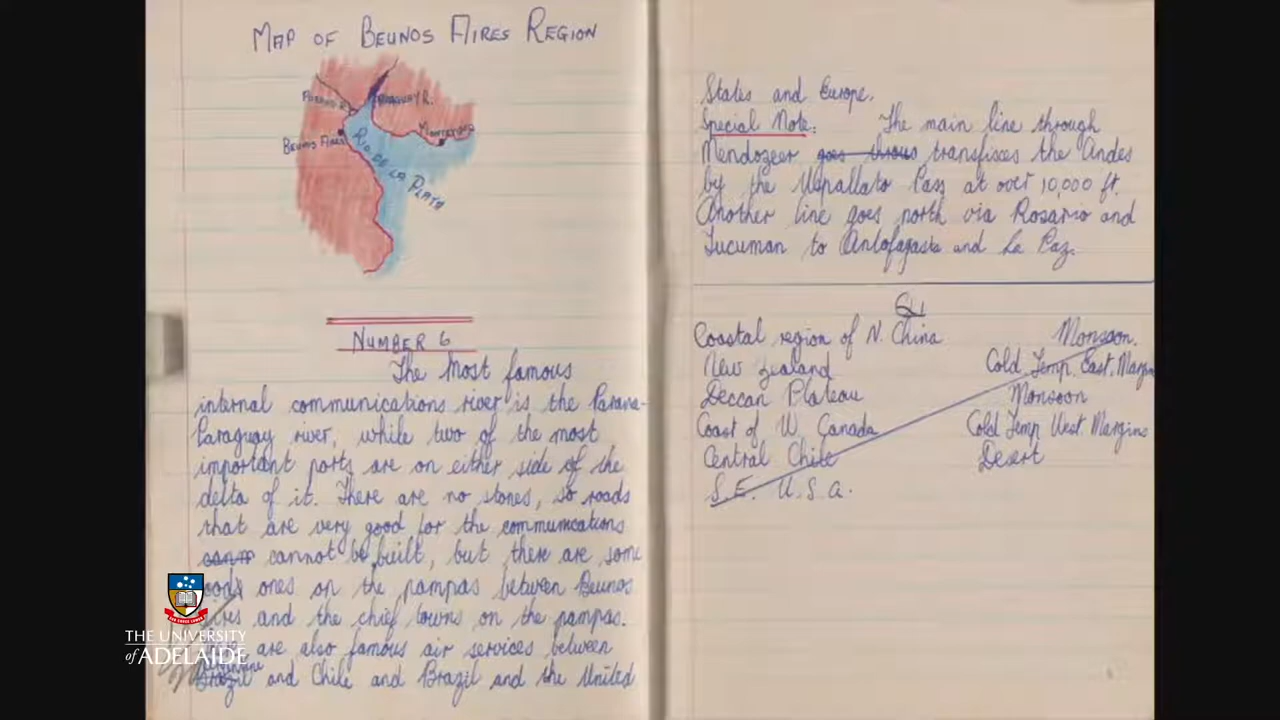 MAP OF BEUNOS AIRES REGION
PARANA R.
PARAGUAY R.
BEUNOS AIRES
RIO DE LA PLATA
NUMBER 6
The most famous
internal communications river is the Parana-
Paraguay river, while two of the most
important ports are on either side of the
delta of it. There are no stones, so roads
that are very good for the communications
cannot be built, but there are some
ones on the pampas between Beunos
and the chief towns on the pampas.
are also famous air services between
and Chile and Brazil and the United
THE UNIVERSITY
of ADELAIDE
States and Europe.
Special Note: The main line through
Mendozeer goes throus transfisces the Andes
by the Uspallato Pass at over 10,000 ft.
Another line goes north via Rosario and
Tucuman to Antofagasta and La Paz.
Coastal region of N. China Monsoon.
New Zealand Cold Temp. East. Margin
Deccan Plateau Monsoon
Coast of W. Canada Cold Temp West. Margins
Central Chile Desert
S.E. U.S.A.